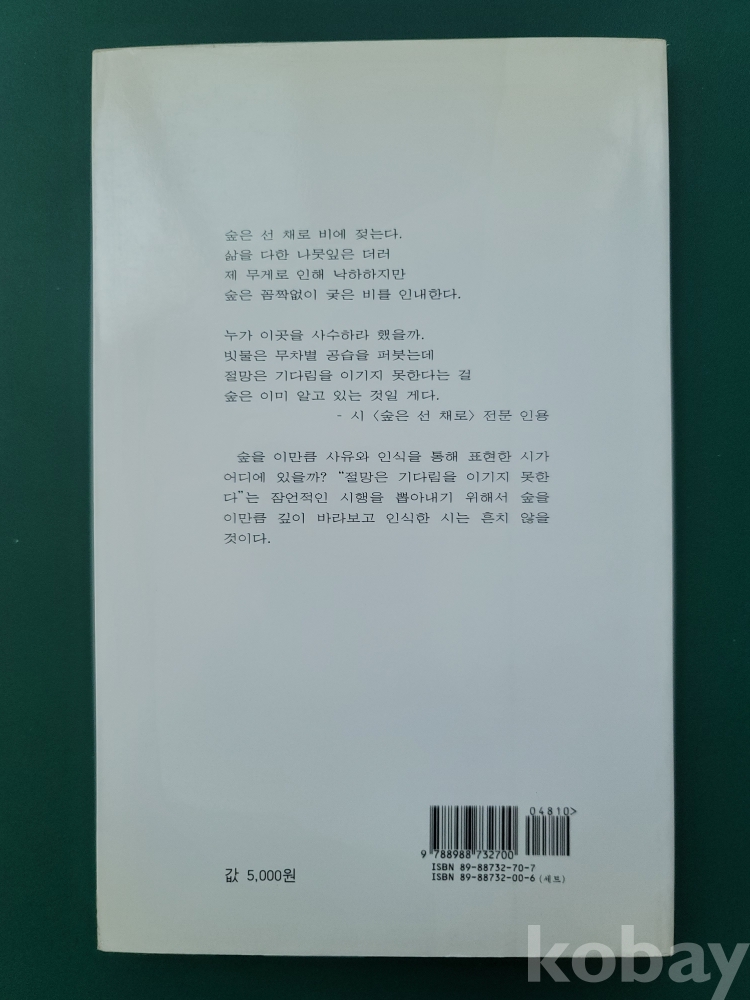 숲은 선 채로 비에 젖는다.
삶을 다한 나뭇잎은 더러
제 무게로 인해 낙하하지만
숲은 꼼짝없이 궂은 비를 인내한다.
누가 이곳을 사수하라 했을까.
빗물은 무차별 공습을 퍼붓는데
절망은 기다림을 이기지 못한다는 걸
숲은 이미 알고 있는 것일 게다.
- 시 〈숲은 선 채로〉 전문 인용
숲을 이만큼 사유와 인식을 통해 표현한 시가
어디에 있을까? “절망은 기다림을 이기지 못한
다”는 잠언적인 시행을 뽑아내기 위해서 숲을
이만큼 깊이 바라보고 인식한 시는 흔치 않을
것이다.
04810>
9 788988 732700
ISBN 89-88732-70-7
ISBN 89-88732-00-6 (세트)
값 5,000원
kobay